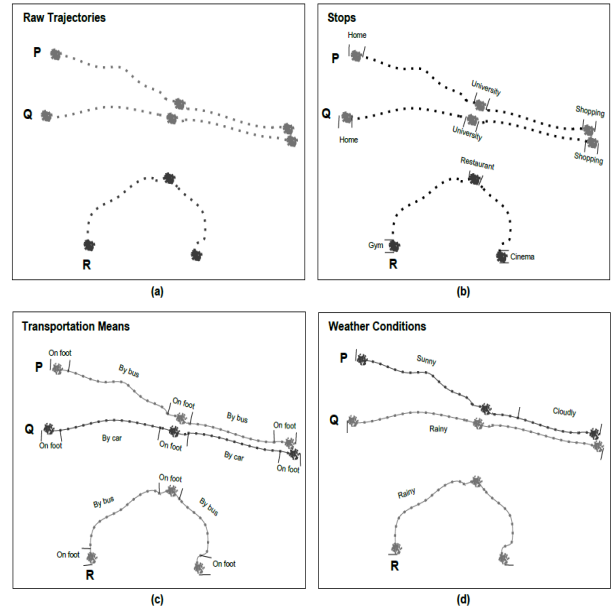 Raw Trajectories
P
Q
R
(a)
Stops
Home
P
University
Shopping
Q
Home
University
Shopping
Restaurant
Gym
Cinema
R
(b)
Transportation Means
On foot
By bus
P
On foot
By bus
On foot
Q
On foot
By car
On foot
By car
On foot
On foot
By bus
By bus
On foot
On foot
R
(c)
Weather Conditions
P
Sunny
Cloudly
Q
Rainy
Rainy
R
(d)